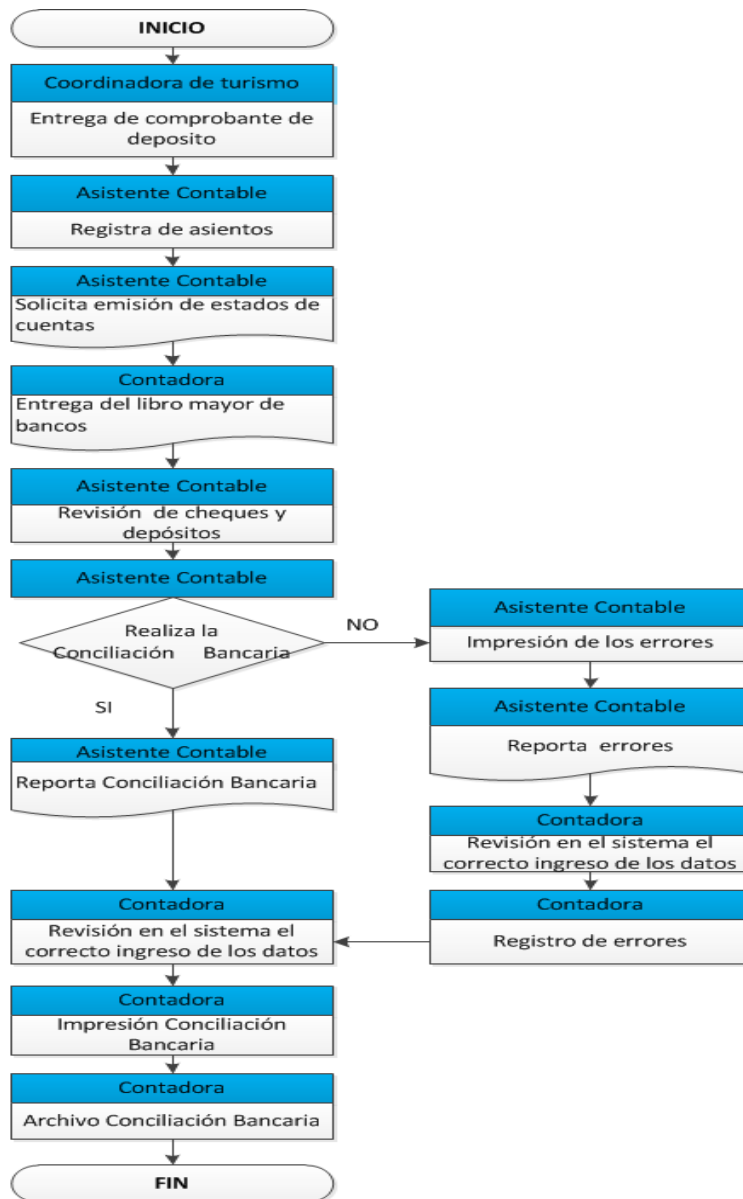 INICIO
Coordinadora de turismo
Entrega de comprobante de
deposito
Asistente Contable
Registra de asientos
Asistente Contable
Solicita emisión de estados de
cuentas
Contadora
Entrega del libro mayor de
bancos
Asistente Contable
Revisión de cheques y
depósitos
Asistente Contable
Realiza la
Conciliación Bancaria
NO
SI
Asistente Contable
Reporta Conciliación Bancaria
Asistente Contable
Impresión de los errores
Asistente Contable
Reporta errores
Contadora
Revisión en el sistema el
correcto ingreso de los datos
Contadora
Registro de errores
Contadora
Revisión en el sistema el
correcto ingreso de los datos
Contadora
Impresión Conciliación
Bancaria
Contadora
Archivo Conciliación Bancaria
FIN